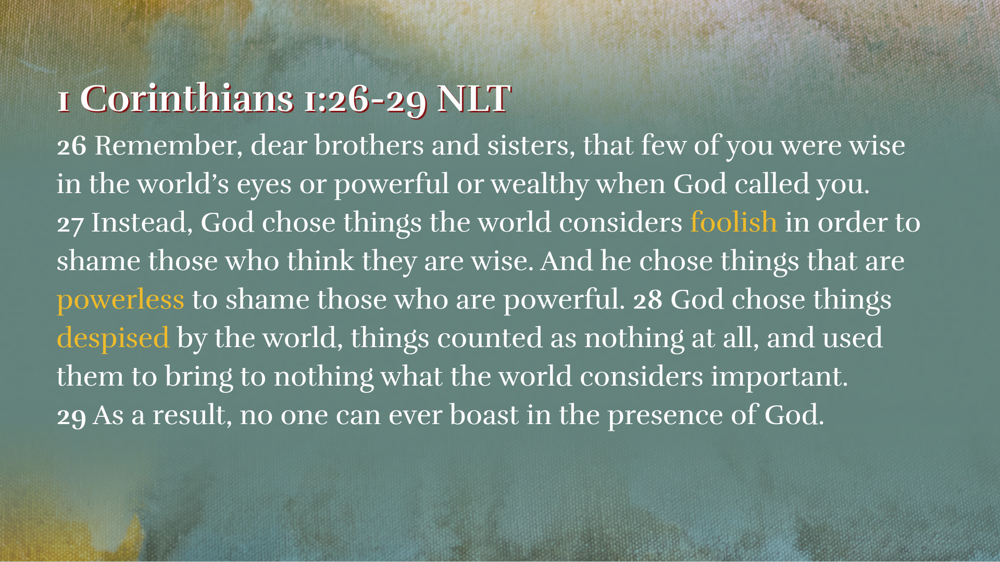 1 Corinthians 1:26-29 NLT
26 Remember, dear brothers and sisters, that few of you were wise
in the world’s eyes or powerful or wealthy when God called you.
27 Instead, God chose things the world considers foolish in order to
shame those who think they are wise. And he chose things that are
powerless to shame those who are powerful. 28 God chose things
despised by the world, things counted as nothing at all, and used
them to bring to nothing what the world considers important.
29 As a result, no one can ever boast in the presence of God.